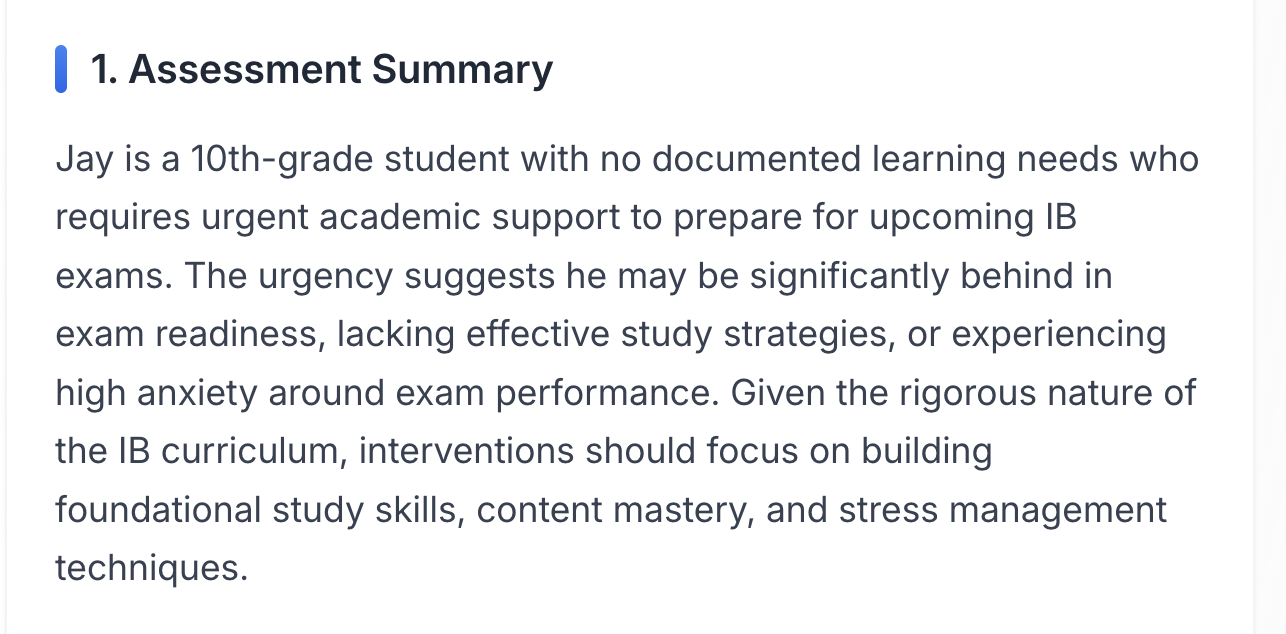 1. Assessment Summary
Jay is a 10th-grade student with no documented learning needs who
requires urgent academic support to prepare for upcoming IB
exams. The urgency suggests he may be significantly behind in
exam readiness, lacking effective study strategies, or experiencing
high anxiety around exam performance. Given the rigorous nature of
the IB curriculum, interventions should focus on building
foundational study skills, content mastery, and stress management
techniques.